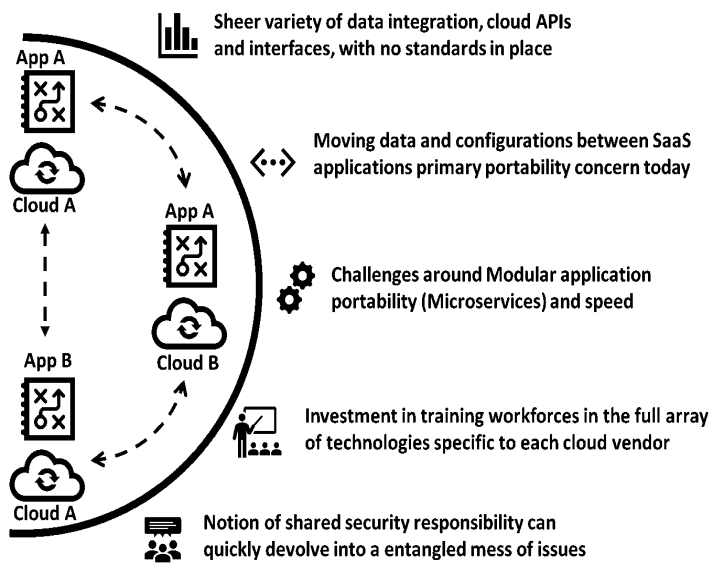 Sheer variety of data integration, cloud APIs
and interfaces, with no standards in place
App A
Cloud A
Moving data and configurations between SaaS
applications primary portability concern today
App A
Cloud B
Challenges around Modular application
portability (Microservices) and speed
App B
Cloud A
Investment in training workforces in the full array
of technologies specific to each cloud vendor
Notion of shared security responsibility can
quickly devolve into a entangled mess of issues